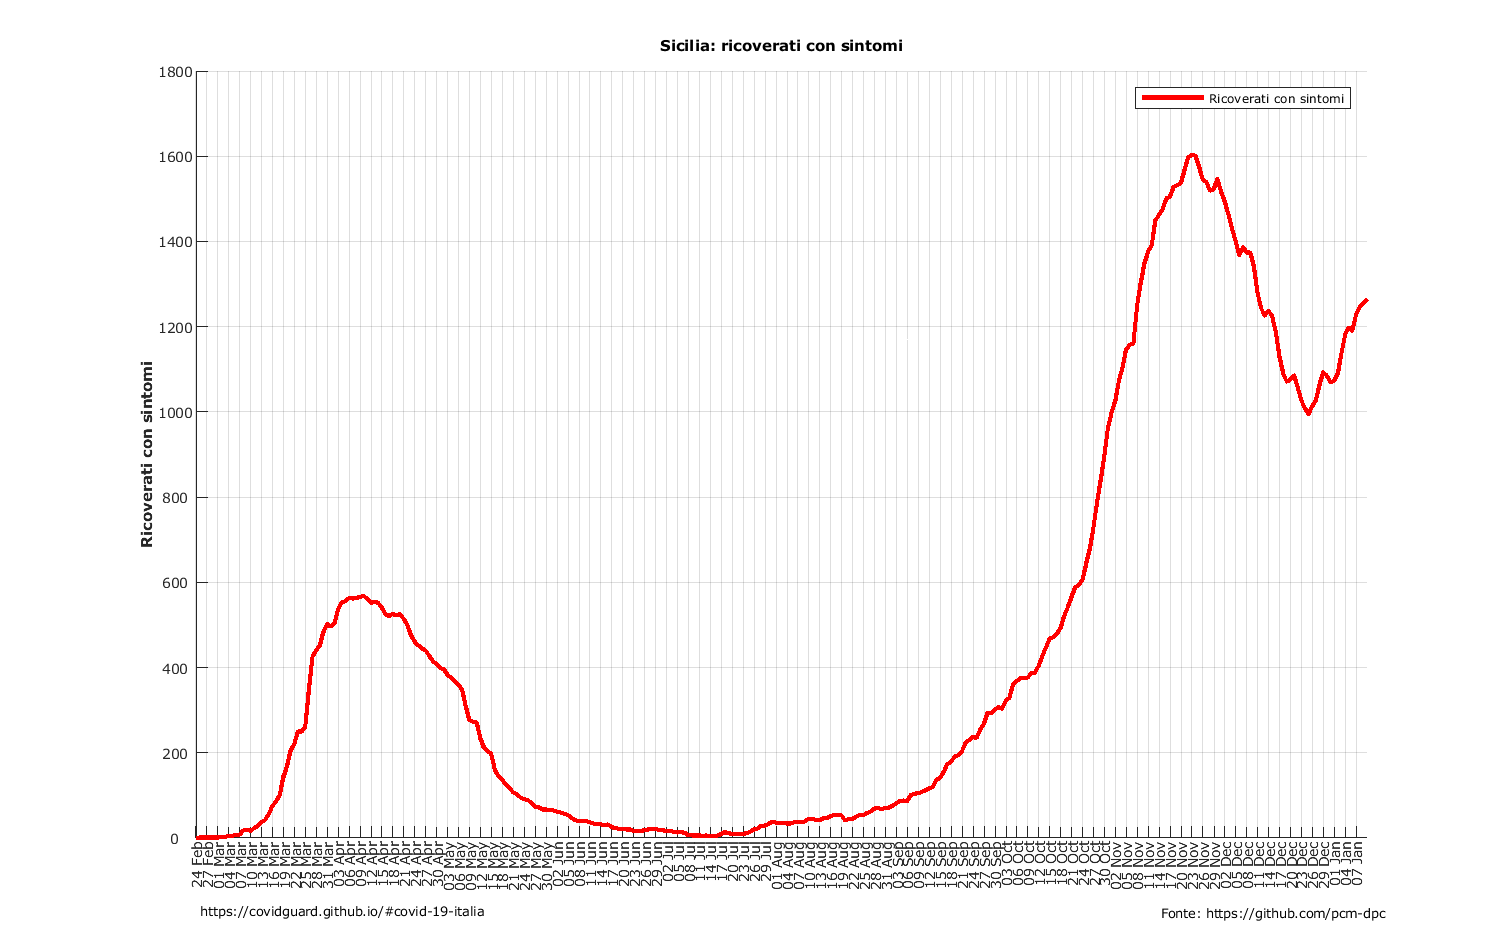 Sicilia: ricoverati con sintomi
Ricoverati con sintomi
Ricoverati con sintomi
1800
1600
1400
1200
1000
800
600
400
200
0
24 Feb
27 Feb
01 Mar
04 Mar
07 Mar
10 Mar
13 Mar
16 Mar
19 Mar
22 Mar
25 Mar
28 Mar
31 Mar
03 Apr
06 Apr
09 Apr
12 Apr
15 Apr
18 Apr
21 Apr
24 Apr
27 Apr
30 Apr
03 May
06 May
09 May
12 May
15 May
18 May
21 May
24 May
27 May
30 May
02 Jun
05 Jun
08 Jun
11 Jun
14 Jun
17 Jun
20 Jun
23 Jun
26 Jun
29 Jun
02 Jul
05 Jul
08 Jul
11 Jul
14 Jul
17 Jul
20 Jul
23 Jul
26 Jul
29 Jul
01 Aug
04 Aug
07 Aug
10 Aug
13 Aug
16 Aug
19 Aug
22 Aug
25 Aug
28 Aug
31 Aug
03 Sep
06 Sep
09 Sep
12 Sep
15 Sep
18 Sep
21 Sep
24 Sep
27 Sep
30 Sep
03 Oct
06 Oct
09 Oct
12 Oct
15 Oct
18 Oct
21 Oct
24 Oct
27 Oct
30 Oct
02 Nov
05 Nov
08 Nov
11 Nov
14 Nov
17 Nov
20 Nov
23 Nov
26 Nov
29 Nov
02 Dec
05 Dec
08 Dec
11 Dec
14 Dec
17 Dec
20 Dec
23 Dec
26 Dec
29 Dec
01 Jan
04 Jan
07 Jan
https://covidguard.github.io/#covid-19-italia
Fonte: https://github.com/pcm-dpc